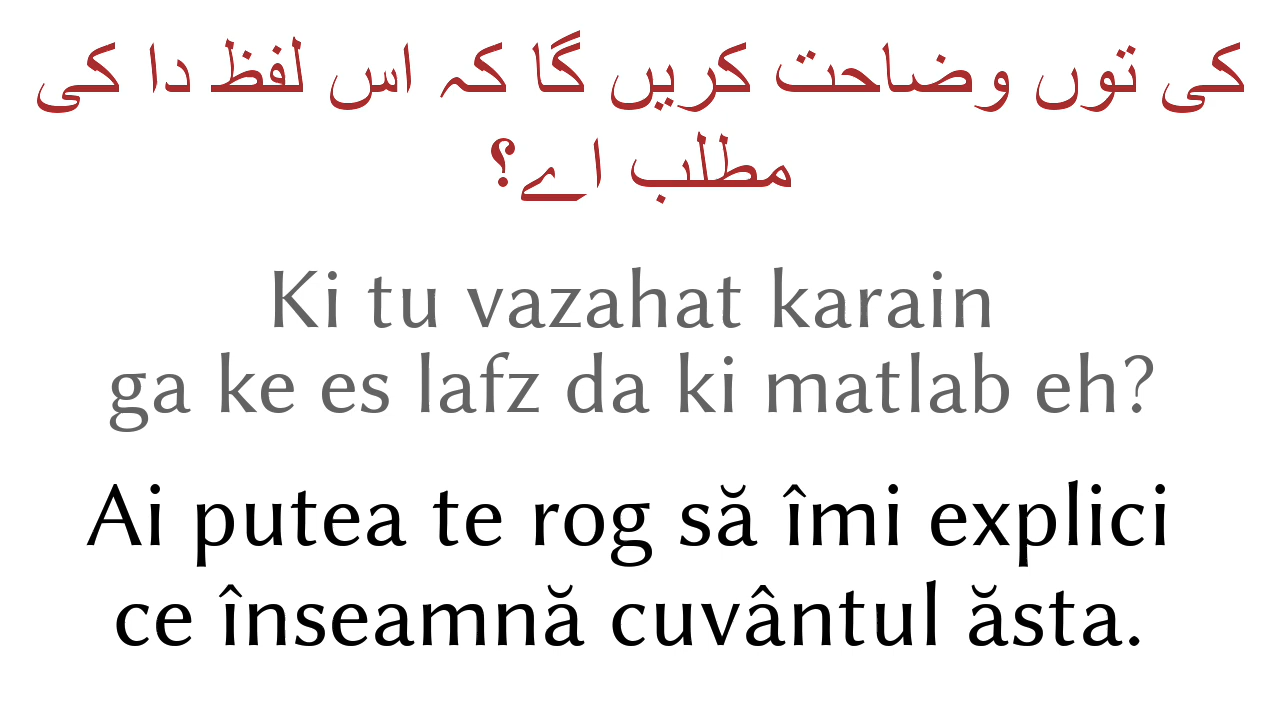 کی توں وضاحت کریں گا کہ اس لفظ دا کی
مطلب اے؟
Ki tu vazahat karain
ga ke es lafz da ki matlab eh?
Ai putea te rog să îmi explici
ce înseamnă cuvântul ăsta.